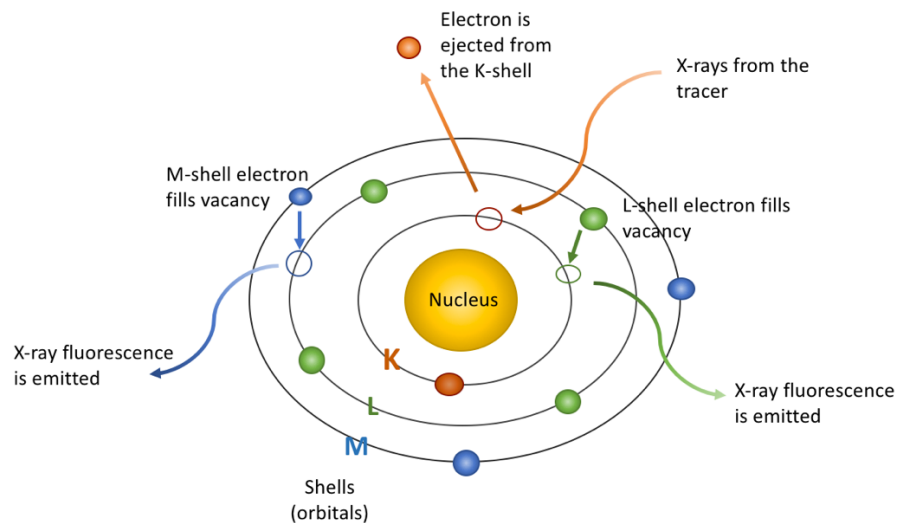 Electron is
ejected from
the K-shell
X-rays from the
tracer
M-shell electron
fills vacancy
L-shell electron fills
vacancy
Nucleus
X-ray fluorescence
is emitted
K
L
M
X-ray fluorescence
is emitted
Shells
(orbitals)